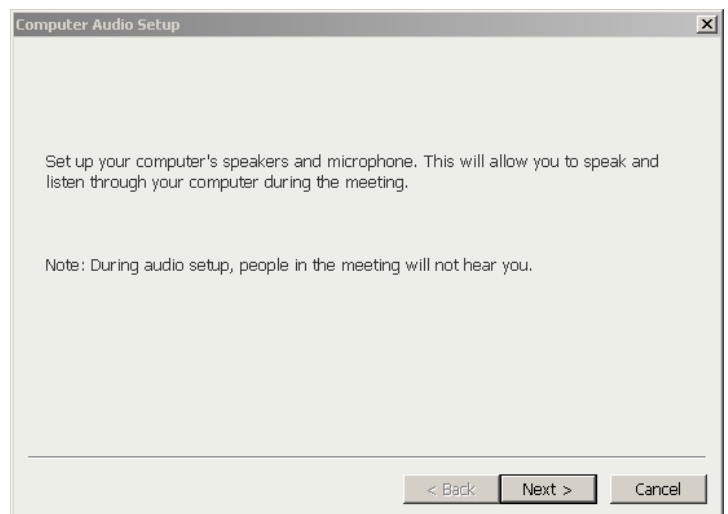 Computer Audio Setup
Set up your computer's speakers and microphone. This will allow you to speak and
listen through your computer during the meeting.
Note: During audio setup, people in the meeting will not hear you.
< Back Next > Cancel